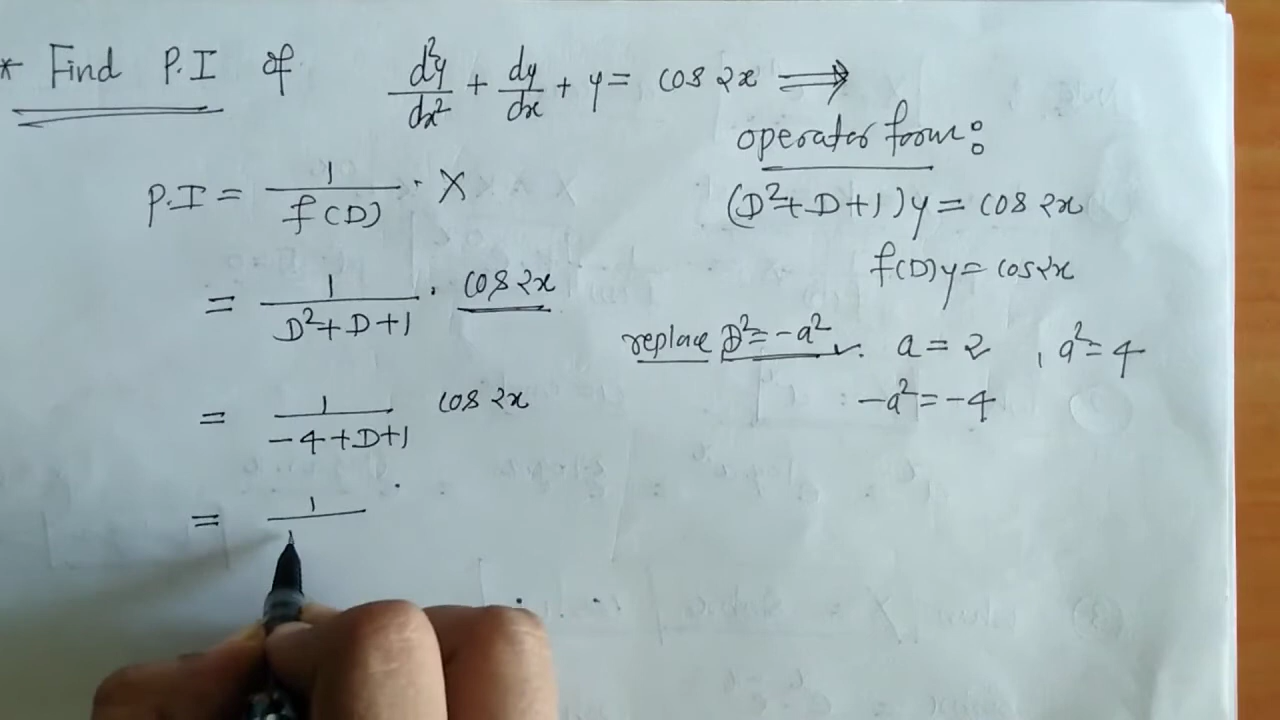 * Find P.I of d²y/dx² + dy/dx + y = cos 2x ⟹
operator form:
P.I = 1/f(D) · X
(D²+D+1)y = cos 2x
f(D)y = cos 2x
= 1/(D²+D+1) · cos 2x
replace D² = -a² ✓. a = 2 , a² = 4
-a² = -4
= 1/(-4+D+1) cos 2x
= 1/